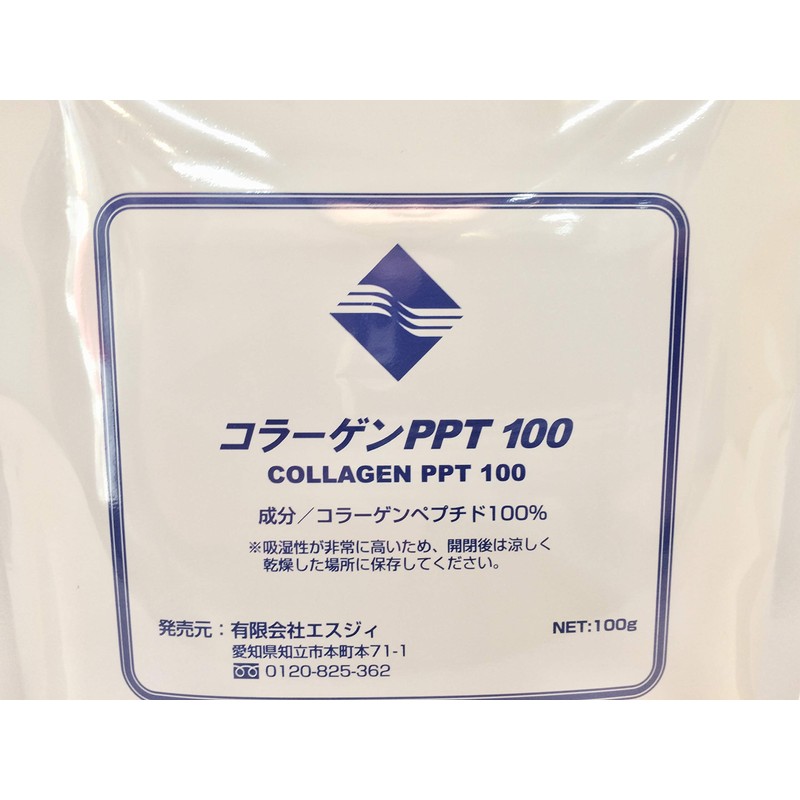 コラーゲンPPT 100
COLLAGEN PPT 100
成分／コラーゲンペプチド100%
※吸湿性が非常に高いため、開閉後は涼しく
乾燥した場所に保存してください。
発売元：有限会社エスジィ
NET:100g
愛知県知立市本町本71-1
0120-825-362